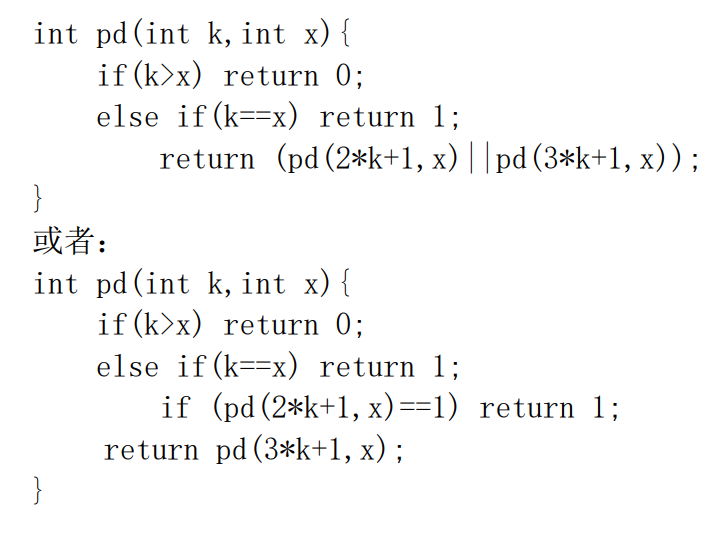 int pd(int k,int x){
if(k>x) return 0;
else if(k==x) return 1;
return (pd(2*k+1,x)||pd(3*k+1,x));
}
或者：
int pd(int k,int x){
if(k>x) return 0;
else if(k==x) return 1;
if (pd(2*k+1,x)==1) return 1;
return pd(3*k+1,x);
}